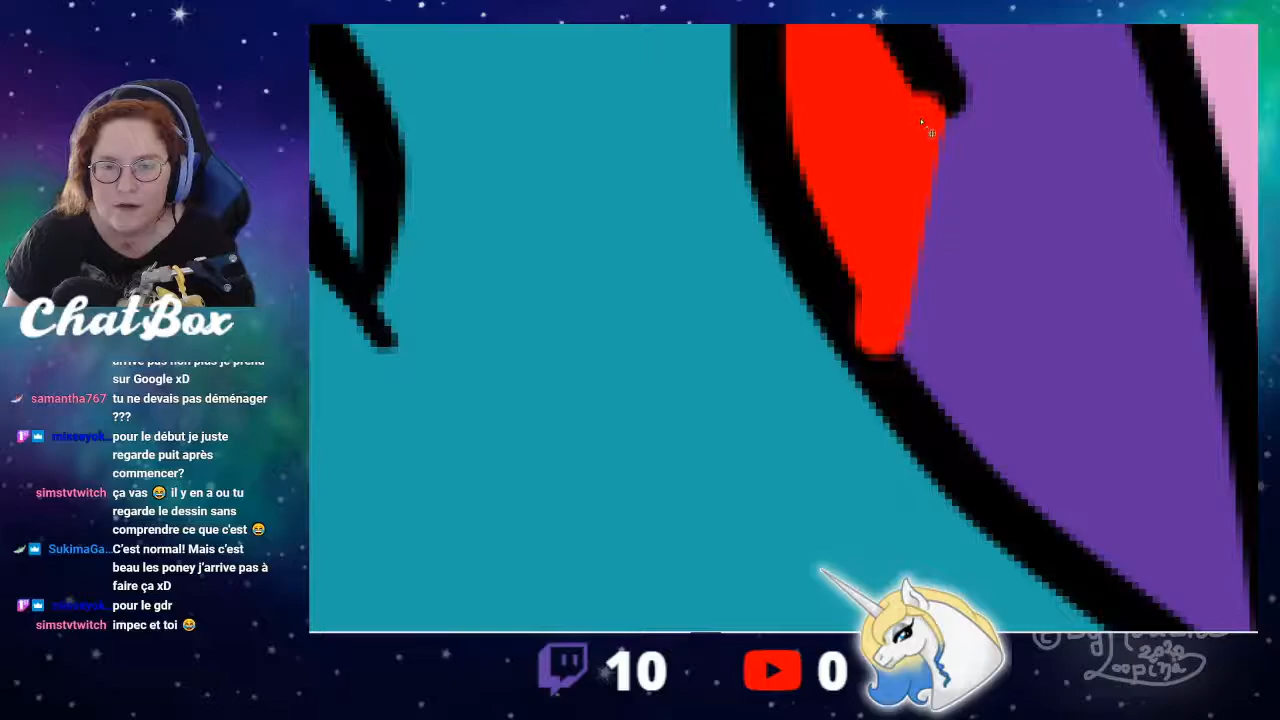 ChatBox
arrive pas non plus je prend
sur Google xD
samantha767 tu ne devais pas déménager
???
pour le début je juste
regarde puit après
commencer?
simstvtwitch ça vas 😂 il y en a ou tu
regarde le dessin sans
comprendre ce que c'est 😂
SukimaGa... C'est normal! Mais c'est
beau les poney j'arrive pas à
faire ça xD
pour le gdr
simstvtwitch impec et toi 😂
10
0
©
2020
Loopina